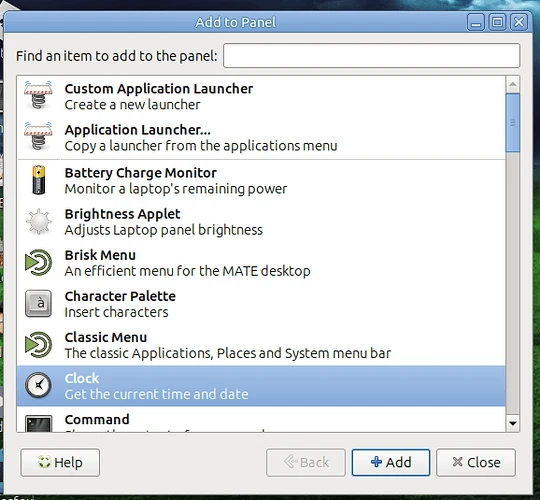 Add to Panel
Find an item to add to the panel:
Custom Application Launcher
Create a new launcher
Application Launcher...
Copy a launcher from the applications menu
Battery Charge Monitor
Monitor a laptop's remaining power
Brightness Applet
Adjusts Laptop panel brightness
Brisk Menu
An efficient menu for the MATE desktop
Character Palette
Insert characters
Classic Menu
The classic Applications, Places and System menu bar
Clock
Get the current time and date
Command
Help
Back
Add
Close